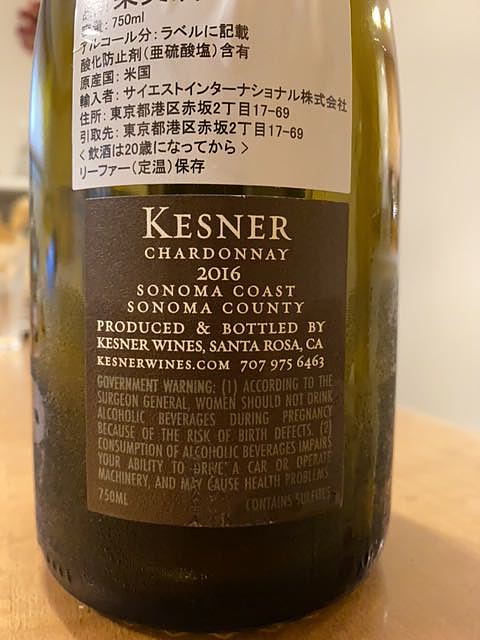 容量: 750ml
アルコール分: ラベルに記載
酸化防止剤(亜硫酸塩)含有
原産国: 米国
輸入者: サイエストインターナショナル株式会社
住所: 東京都港区赤坂2丁目17-69
引取先: 東京都港区赤坂2丁目17-69
< 飲酒は20歳になってから >
リーファー(定温)保存
KESNER
CHARDONNAY
2016
SONOMA COAST
SONOMA COUNTY
PRODUCED & BOTTLED BY
KESNER WINES, SANTA ROSA, CA
KESNERWINES.COM 707 975 6463
GOVERNMENT WARNING: (1) ACCORDING TO THE
SURGEON GENERAL, WOMEN SHOULD NOT DRINK
ALCOHOLIC BEVERAGES DURING PREGNANCY
BECAUSE OF THE RISK OF BIRTH DEFECTS. (2)
CONSUMPTION OF ALCOHOLIC BEVERAGES IMPAIRS
YOUR ABILITY TO DRIVE A CAR OR OPERATE
MACHINERY, AND MAY CAUSE HEALTH PROBLEMS
750ML CONTAINS SULFITES